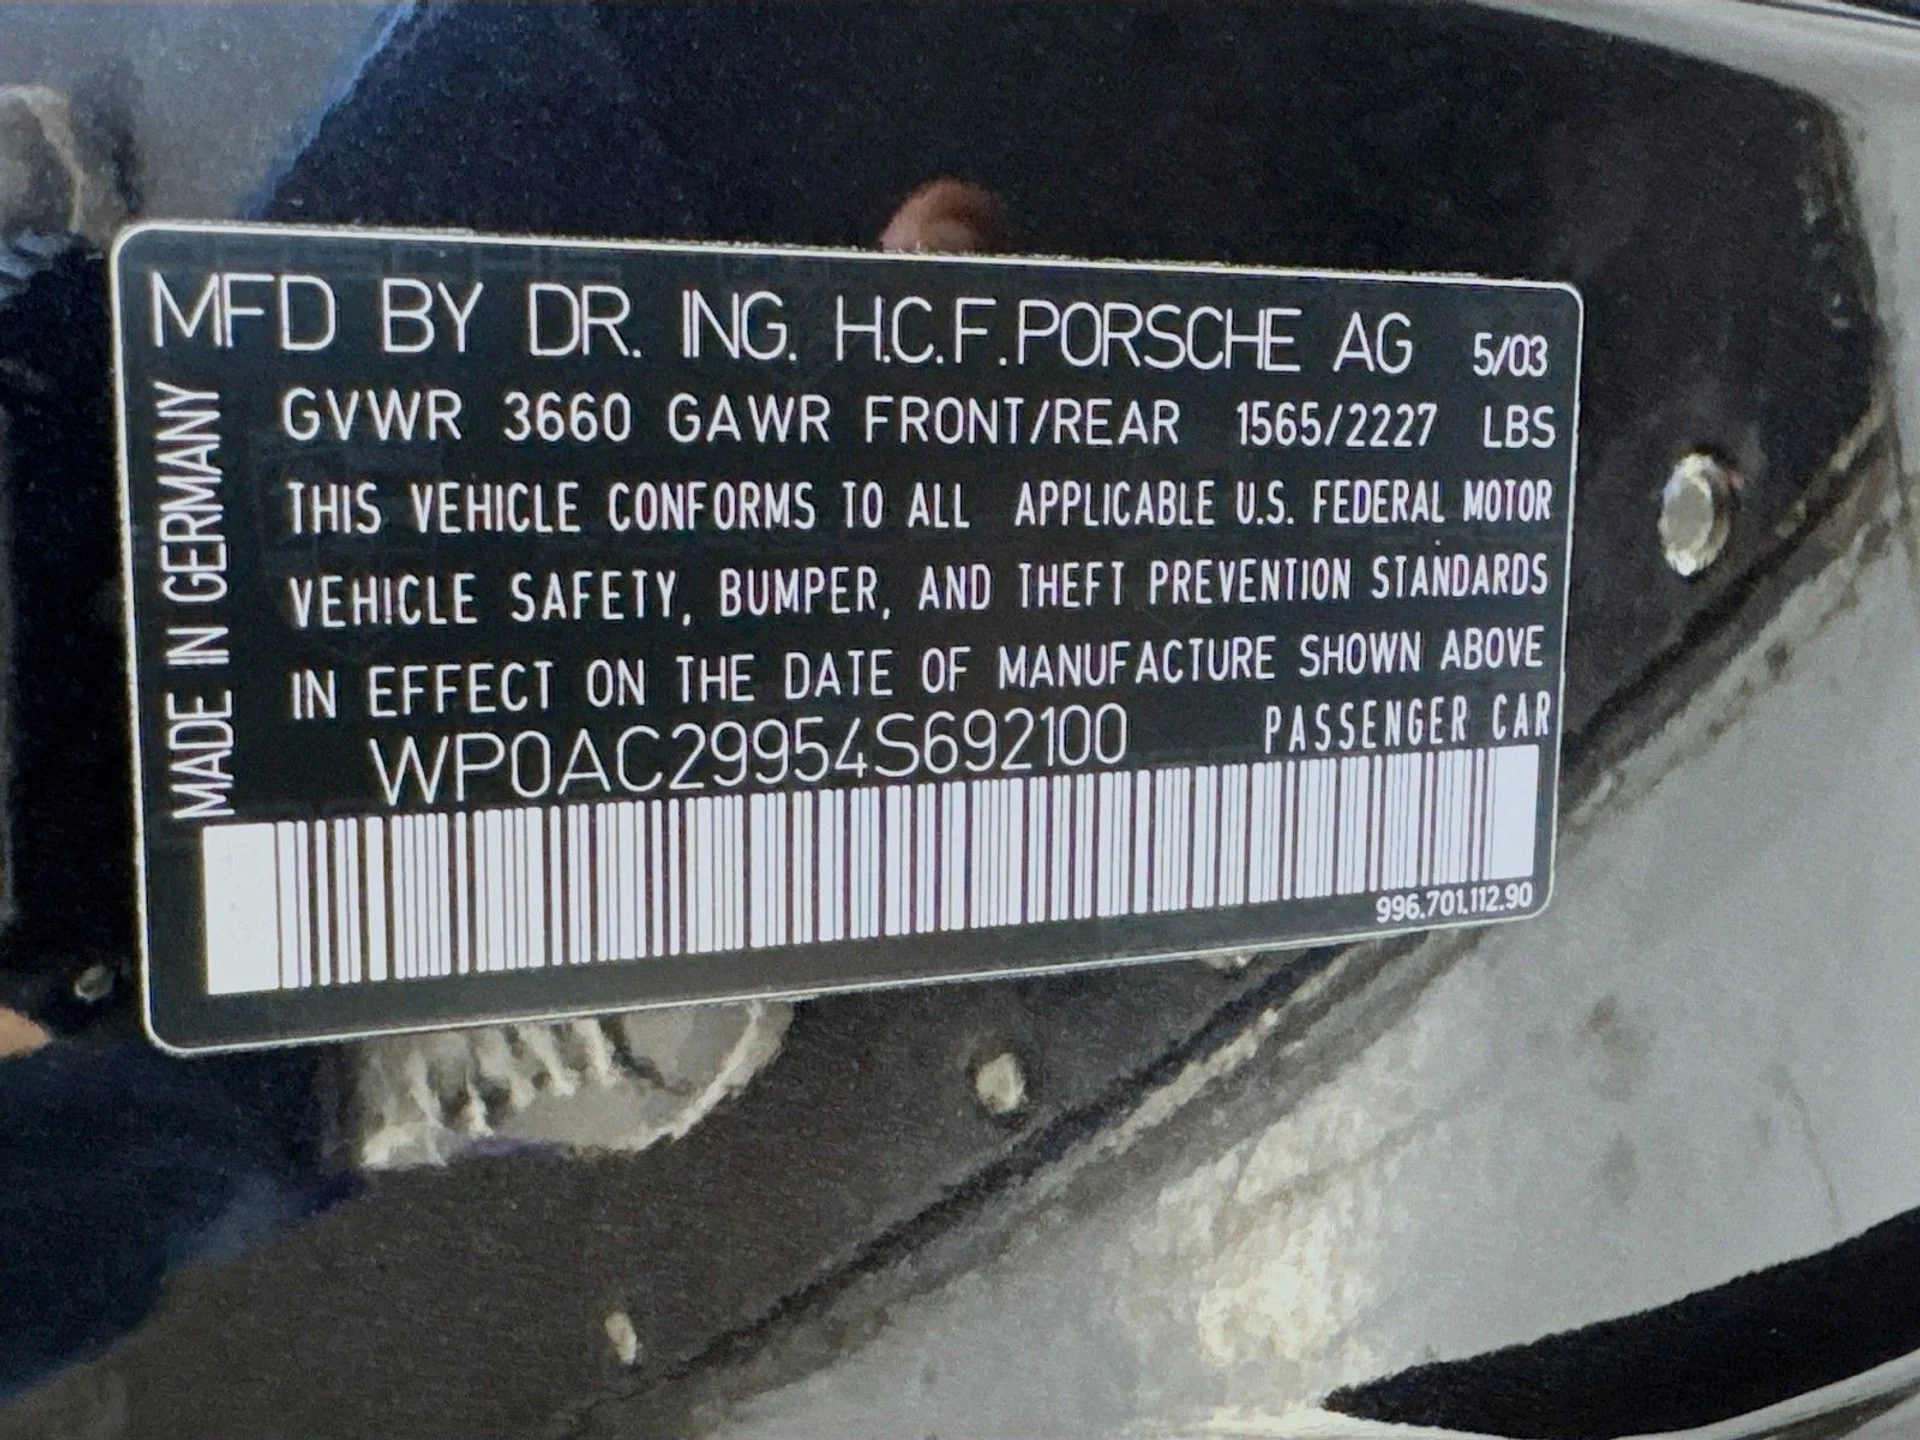 MFD BY DR. ING. H.C.F. PORSCHE AG 5/03
GVWR 3660 GAWR FRONT/REAR 1565/2227 LBS
THIS VEHICLE CONFORMS TO ALL APPLICABLE U.S. FEDERAL MOTOR
VEHICLE SAFETY, BUMPER, AND THEFT PREVENTION STANDARDS
IN EFFECT ON THE DATE OF MANUFACTURE SHOWN ABOVE
WP0AC29954S692100 PASSENGER CAR
996.701.112.90
MADE IN GERMANY